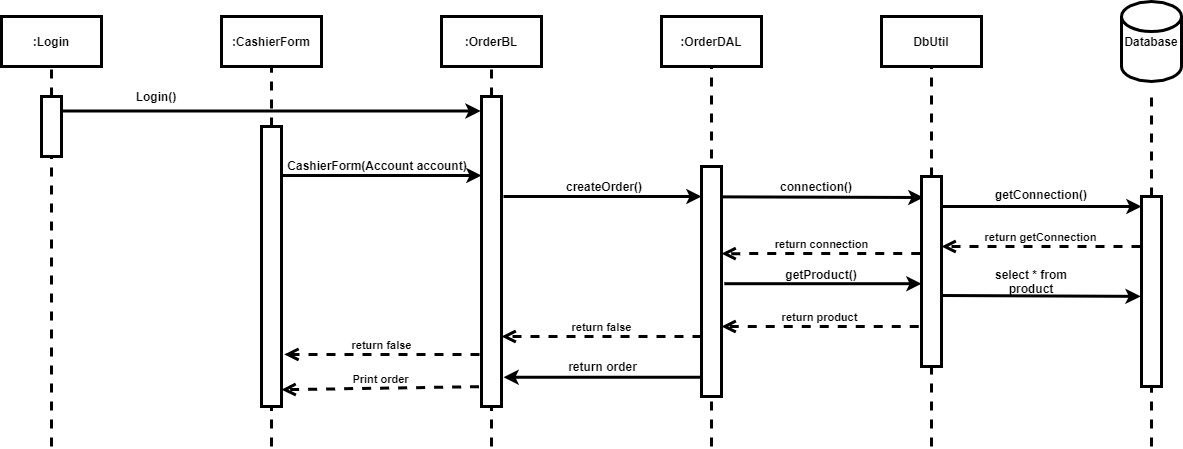 :Login
:CashierForm
:OrderBL
:OrderDAL
DbUtil
Database
Login()
CashierForm(Account account)
createOrder()
connection()
getConnection()
return connection
return getConnection
getProduct()
select * from
product
return product
return false
return false
return order
Print order